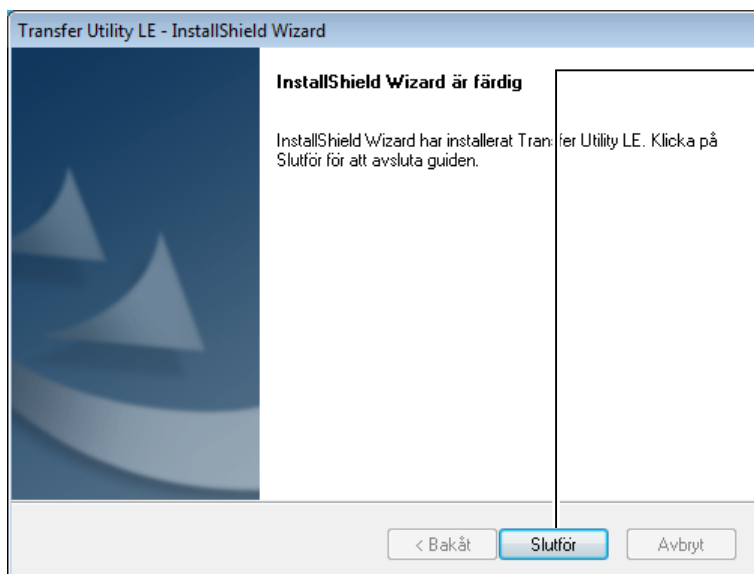 Transfer Utility LE - InstallShield Wizard
InstallShield Wizard är färdig
InstallShield Wizard har installerat Transfer Utility LE. Klicka på
Slutför för att avsluta guiden.
< Bakåt
Slutför
Avbryt